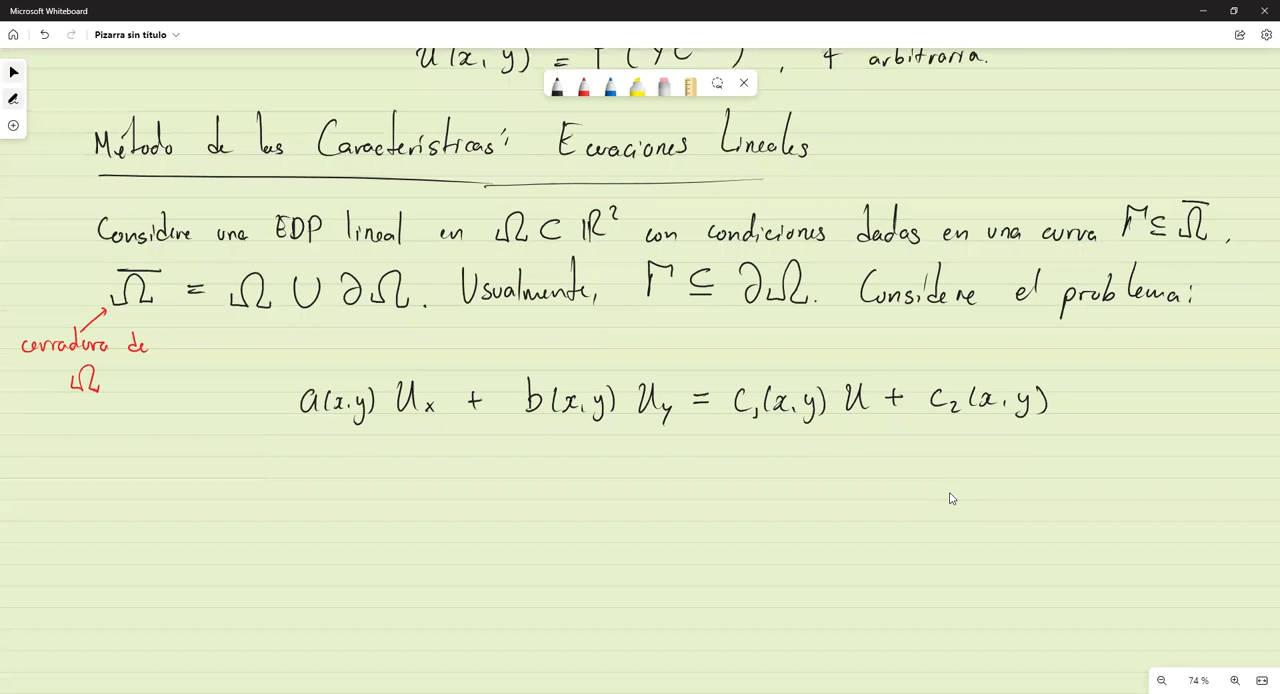 Microsoft Whiteboard
Pizarra sin título
u(x, y) = f ( y e ) , f arbitraria.
Método de las Características: Ecuaciones Lineales
Considere una EDP lineal en Ω ⊂ ℝ² con condiciones dadas en una curva Γ ⊆ Ω̅,
Ω̅ = Ω ∪ ∂Ω. Usualmente, Γ ⊆ ∂Ω. Considere el problema:
cerradura de
Ω
a(x,y) Uₓ + b(x,y) U_y = c₁(x,y) U + c₂(x,y)
74 %